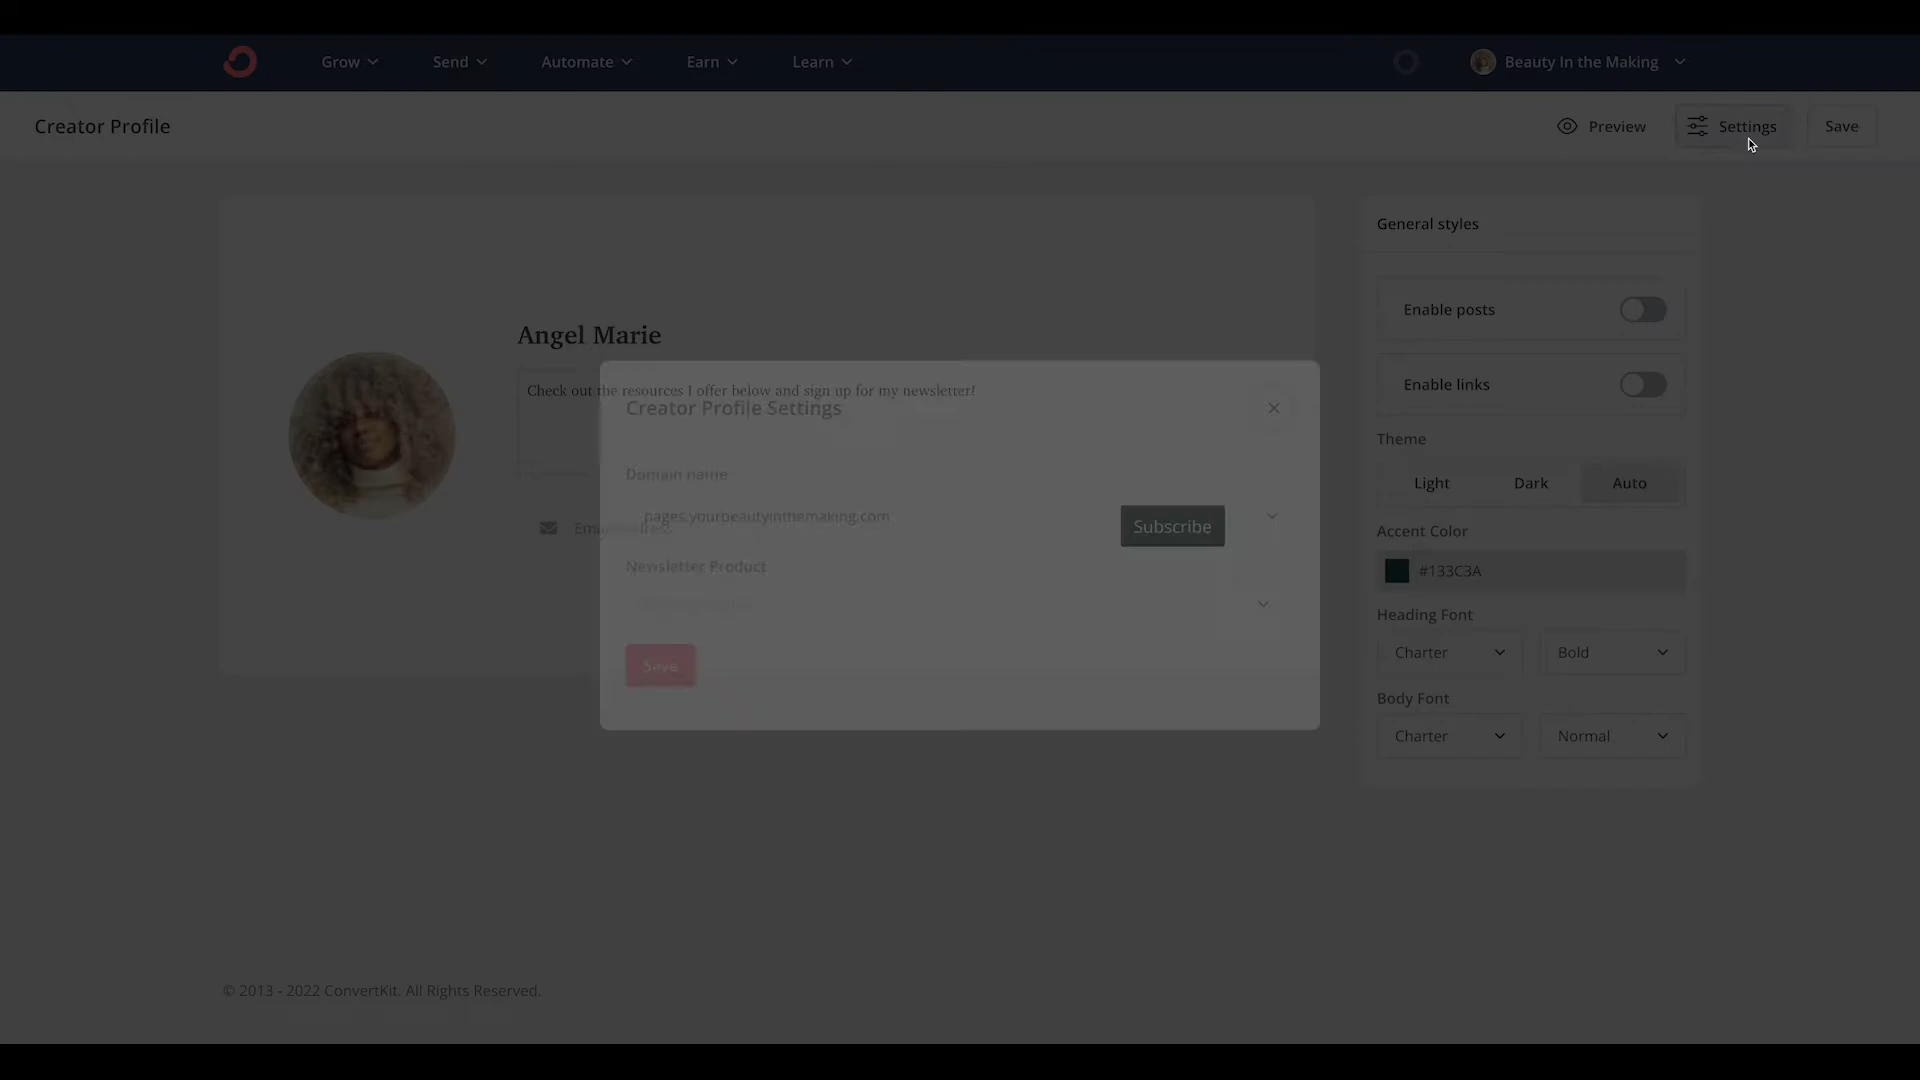 Grow Send Automate Earn Learn Beauty In the Making
Creator Profile Preview Settings Save
General styles
Enable posts
Angel Marie
Enable links
Check out the resources I offer below and sign up for my newsletter!
Creator Profile Settings
Theme
Domain name
Light Dark Auto
pages.yourbeautyinthemaking.com
Subscribe
Accent Color
Newsletter Product
#133C3A
Heading Font
Charter Bold
Save
Body Font
Charter Normal
© 2013 - 2022 ConvertKit. All Rights Reserved.